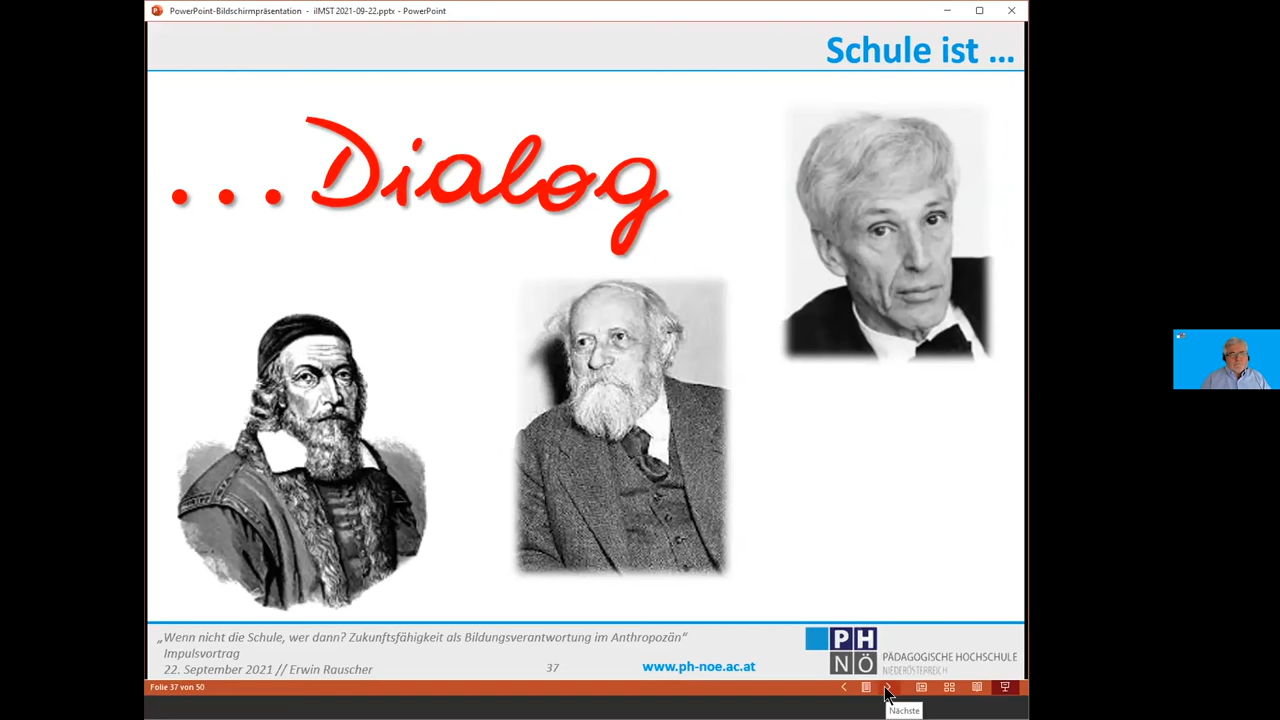 PowerPoint-Bildschirmpräsentation - iIMST 2021-09-22.pptx - PowerPoint
Schule ist ...
...Dialog
„Wenn nicht die Schule, wer dann? Zukunftsfähigkeit als Bildungsverantwortung im Anthropozän“
Impulsvortrag
22. September 2021 // Erwin Rauscher
37
www.ph-noe.ac.at
PH
NÖ
PÄDAGOGISCHE HOCHSCHULE
NIEDERÖSTERREICH
Folie 37 von 50
Nächste